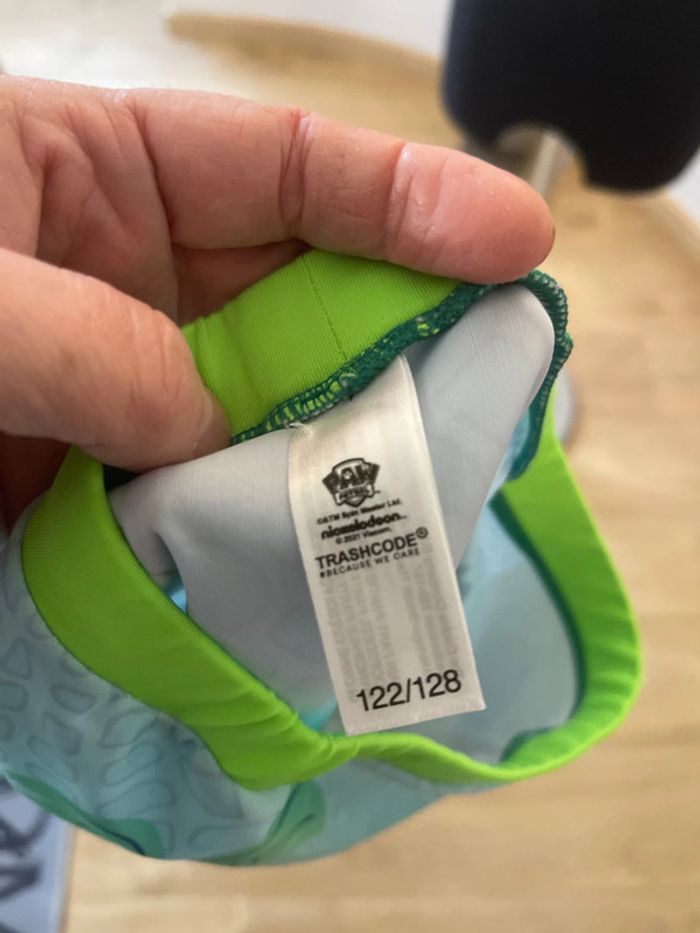 PAW
PATROL
©&TM Spin Master Ltd.
nickelodeon
© 2021 Viacom.
TRASHCODE®
#BECAUSE WE CARE
122/128